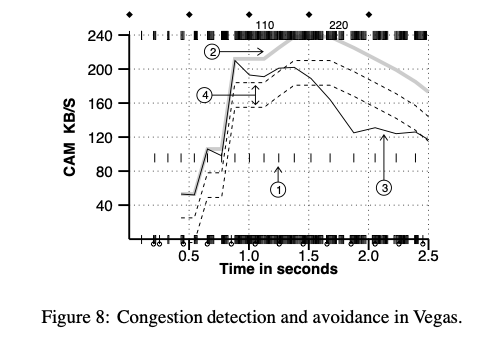 110 220
240
2
200
4
160
CAM KB/S
120
80
1
3
40
0.5 1.0 1.5 2.0 2.5
Time in seconds
Figure 8: Congestion detection and avoidance in Vegas.